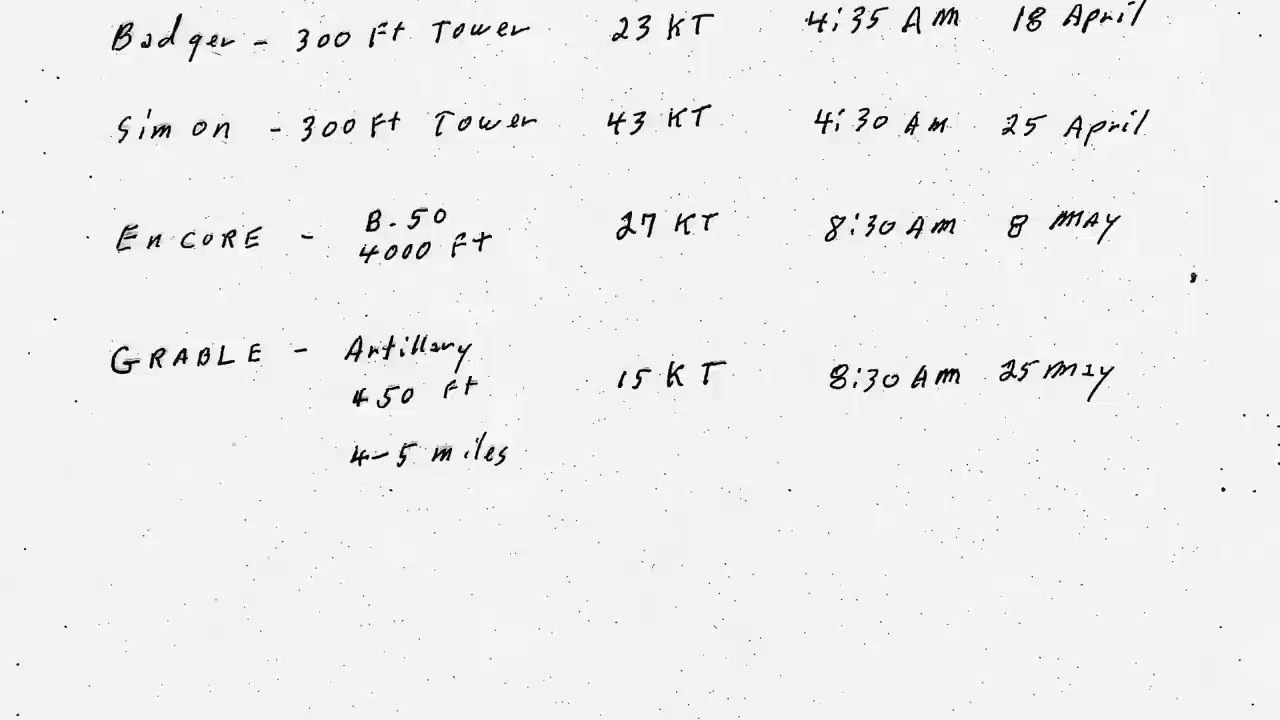 Badger - 300 Ft Tower 23 KT 4:35 AM 18 April
Simon - 300 Ft Tower 43 KT 4:30 AM 25 April
ENCORE - B-50 4000 Ft 27 KT 8:30 AM 8 MAY
GRABLE - Artillery 450 Ft 15 KT 8:30 AM 25 May
4-5 miles